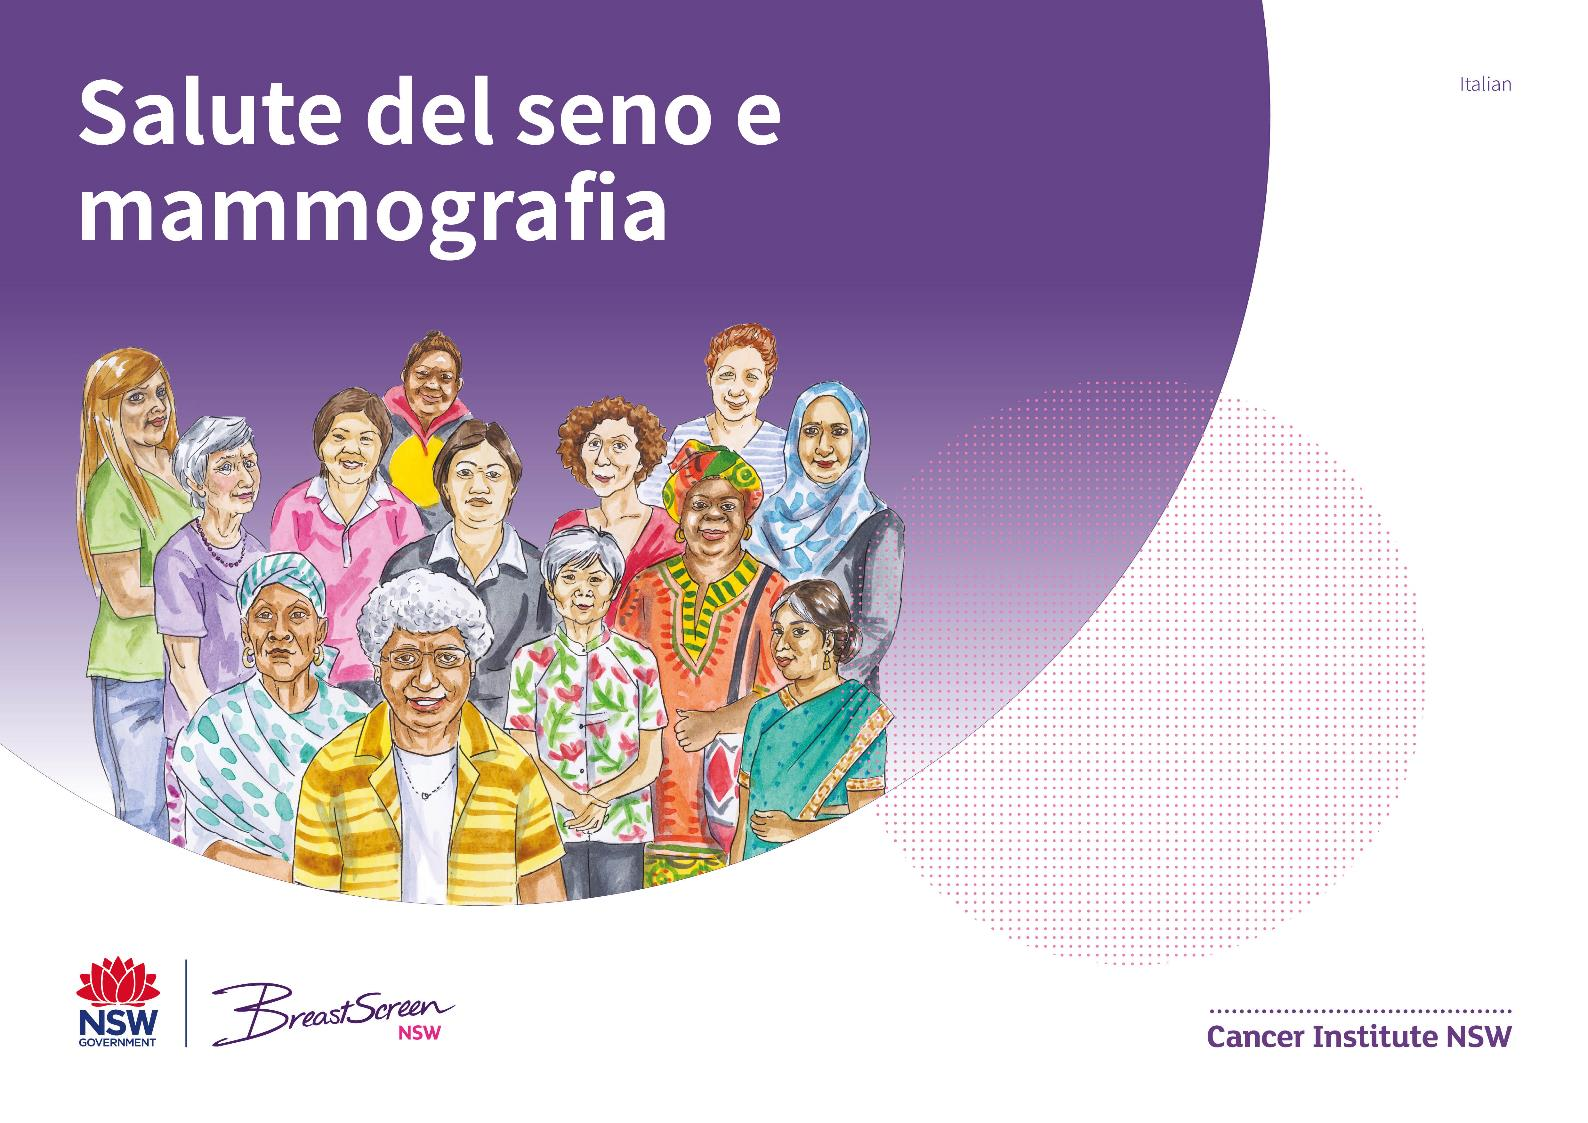 Salute del seno e
mammografia
Italian
NSW
GOVERNMENT
BreastScreen
NSW
Cancer Institute NSW